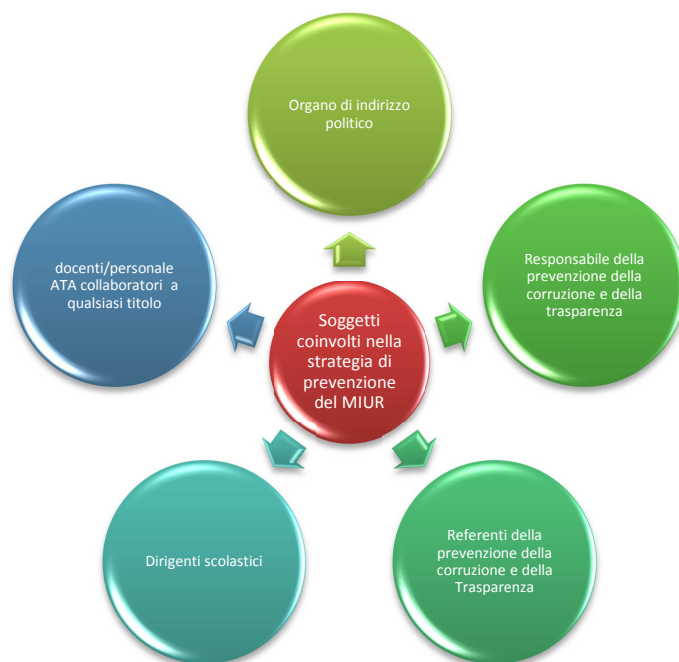 Organo di indirizzo
politico
Responsabile della
prevenzione della
corruzione e della
trasparenza
Referenti della
prevenzione della
corruzione e della
Trasparenza
Dirigenti scolastici
docenti/personale
ATA collaboratori a
qualsiasi titolo
Soggetti
coinvolti nella
strategia di
prevenzione
del MIUR